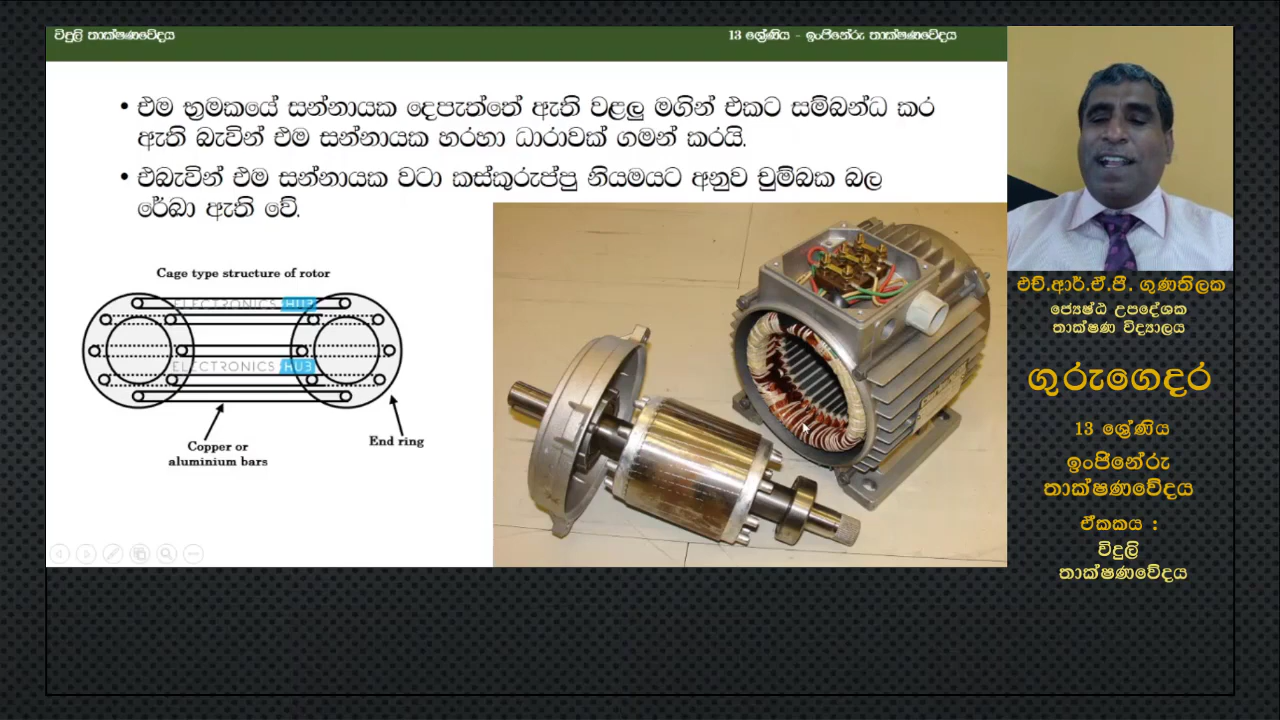 විදුලි තාක්ෂණවේදය
13 ශ්‍රේණිය - ඉංජිනේරු තාක්ෂණවේදය
• එම භ්‍රමකයේ සන්නායක දෙපැත්තේ ඇති වළලු මගින් එකට සම්බන්ධ කර
ඇති බැවින් එම සන්නායක හරහා ධාරාවක් ගමන් කරයි.
• එබැවින් එම සන්නායක වටා කස්කුරුප්පු නියමයට අනුව චුම්බක බල
රේඛා ඇති වේ.
Cage type structure of rotor
ELECTRONICS HUB
ELECTRONICS HUB
Copper or
aluminium bars
End ring
එච්.ආර්.ඒ.පී. ගුණතිලක
ජ්‍යෙෂ්ඨ උපදේශක
තාක්ෂණ විද්‍යාලය
ගුරුගෙදර
13 ශ්‍රේණිය
ඉංජිනේරු
තාක්ෂණවේදය
ඒකකය :
විදුලි
තාක්ෂණවේදය